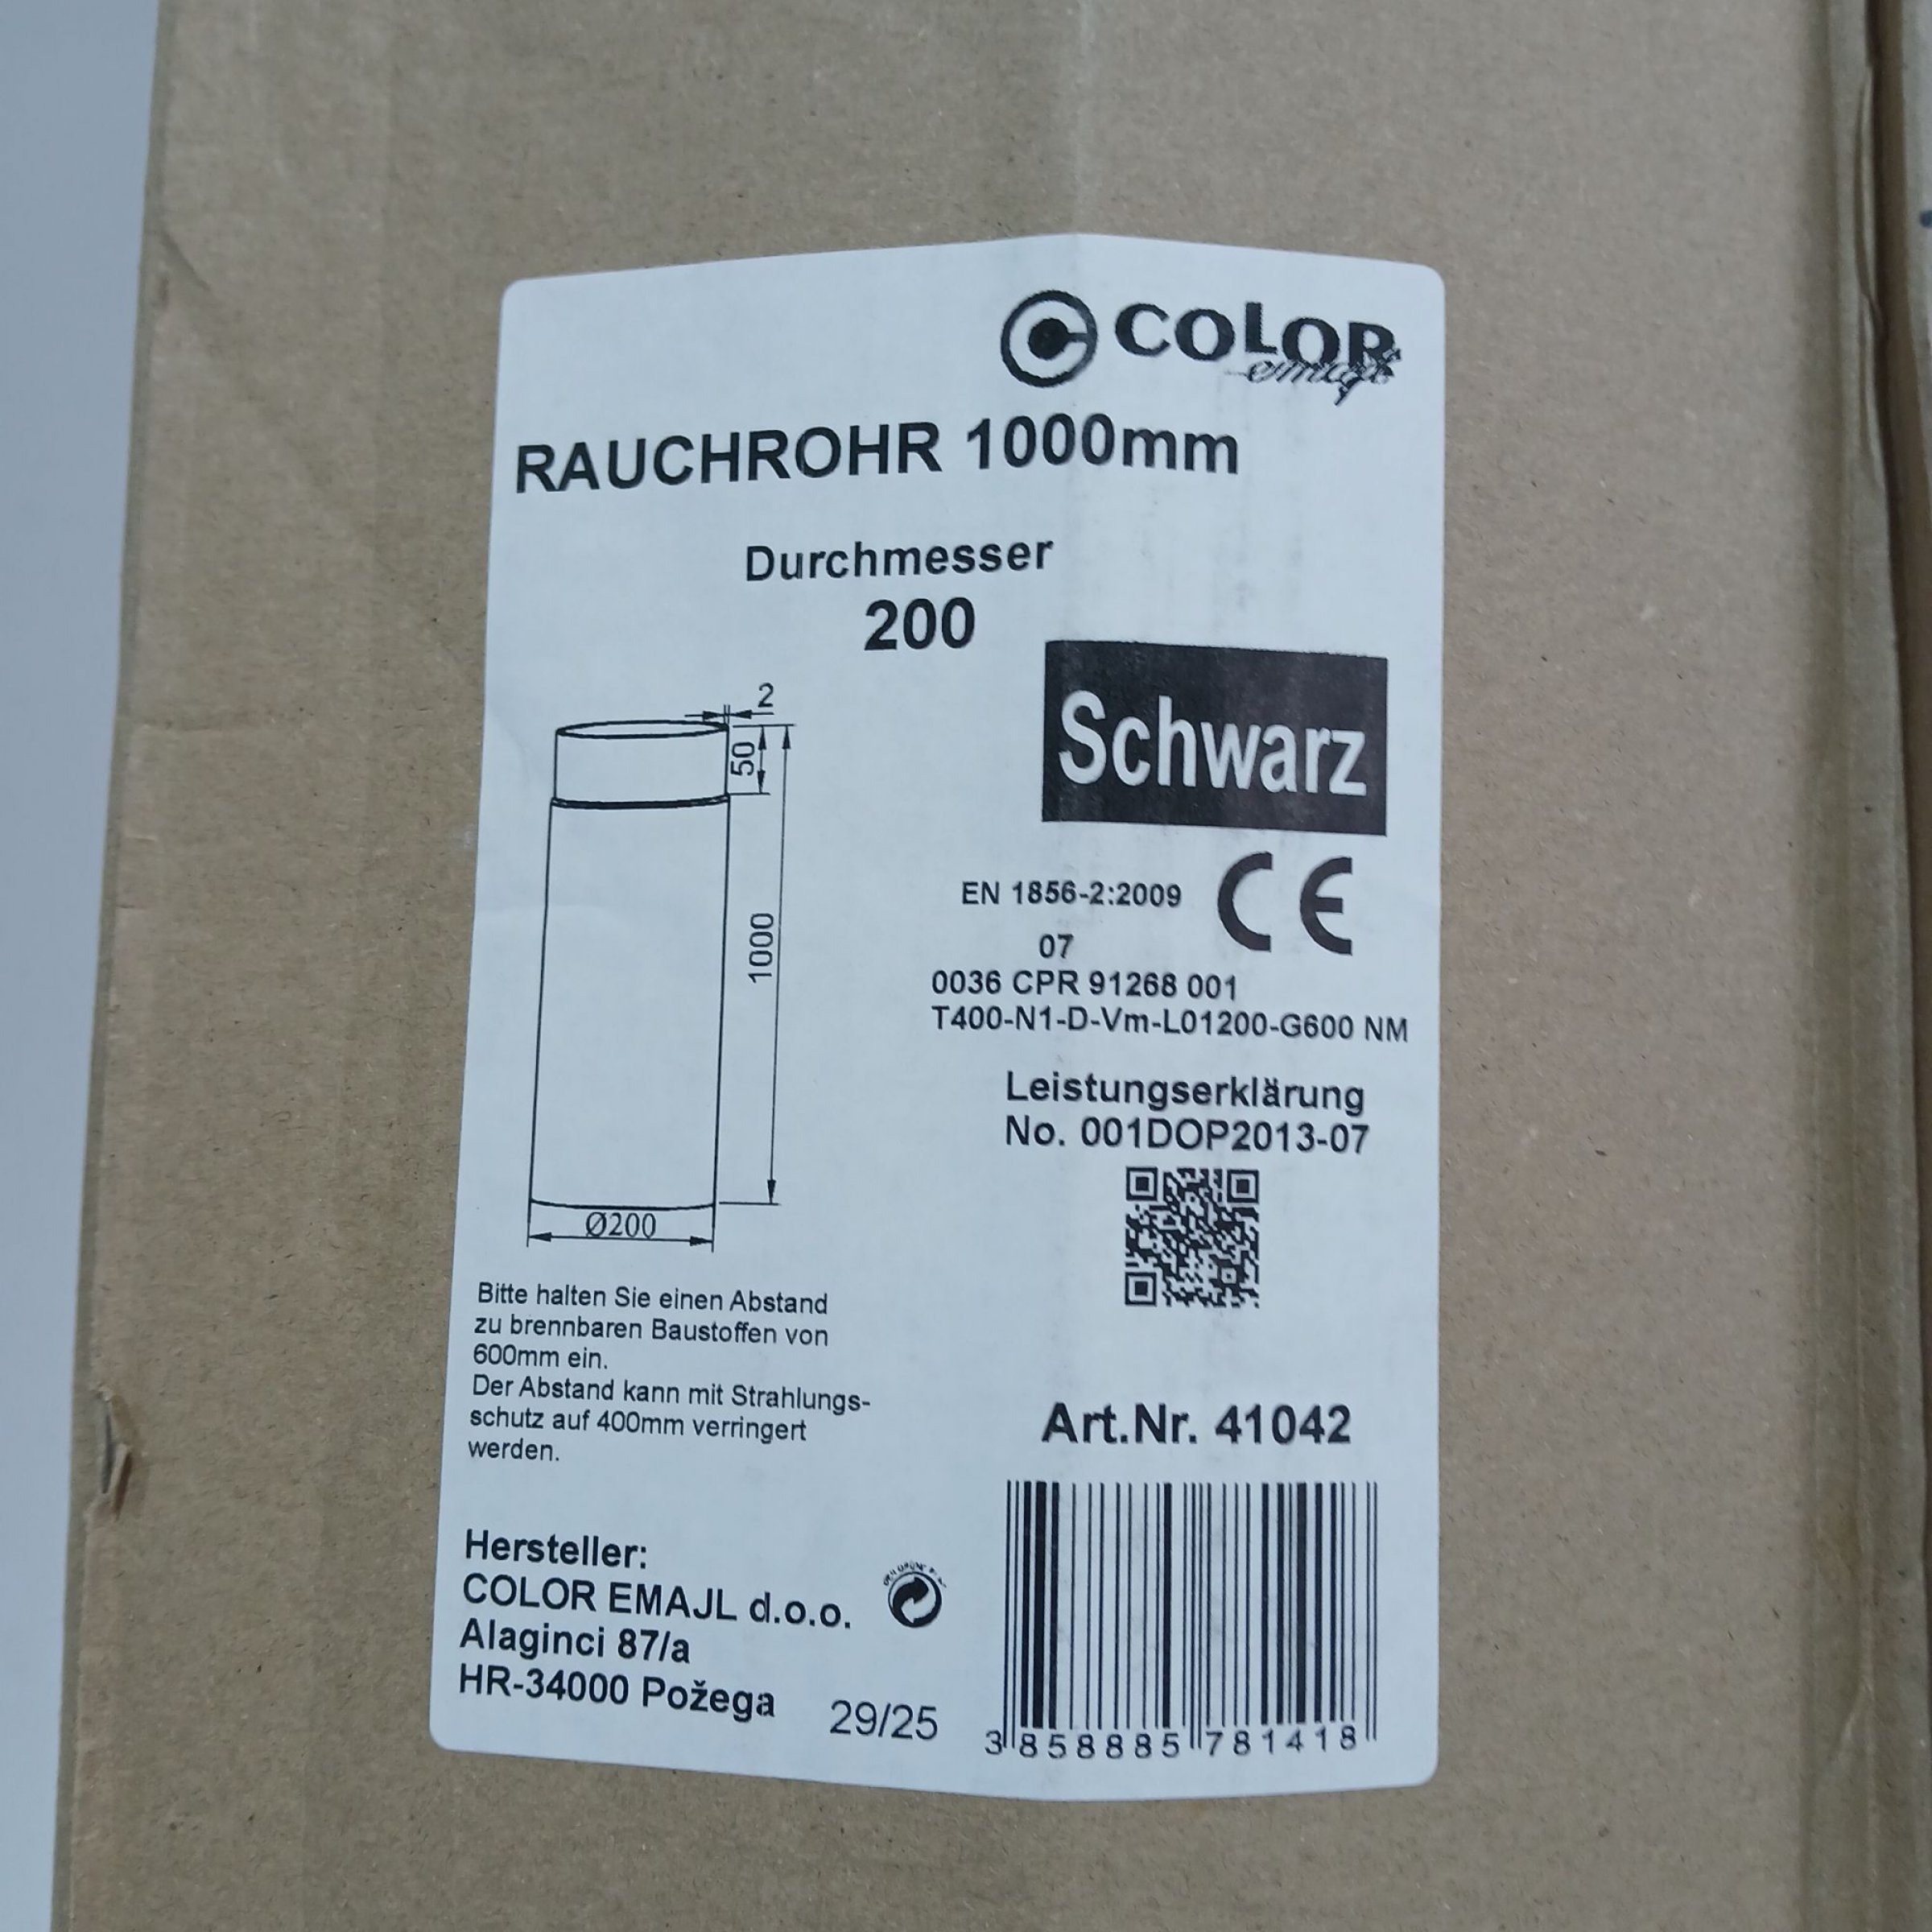 COLOR
emajl
RAUCHROHR 1000mm
Durchmesser
200
2
50
1000
Ø200
Schwarz
CE
EN 1856-2:2009
07
0036 CPR 91268 001
T400-N1-D-Vm-L01200-G600 NM
Leistungserklärung
No. 001DOP2013-07
Bitte halten Sie einen Abstand
zu brennbaren Baustoffen von
600mm ein.
Der Abstand kann mit Strahlungs-
schutz auf 400mm verringert
werden.
Art.Nr. 41042
Hersteller:
COLOR EMAJL d.o.o.
Alaginci 87/a
HR-34000 Požega
29/25
3 858885 781418